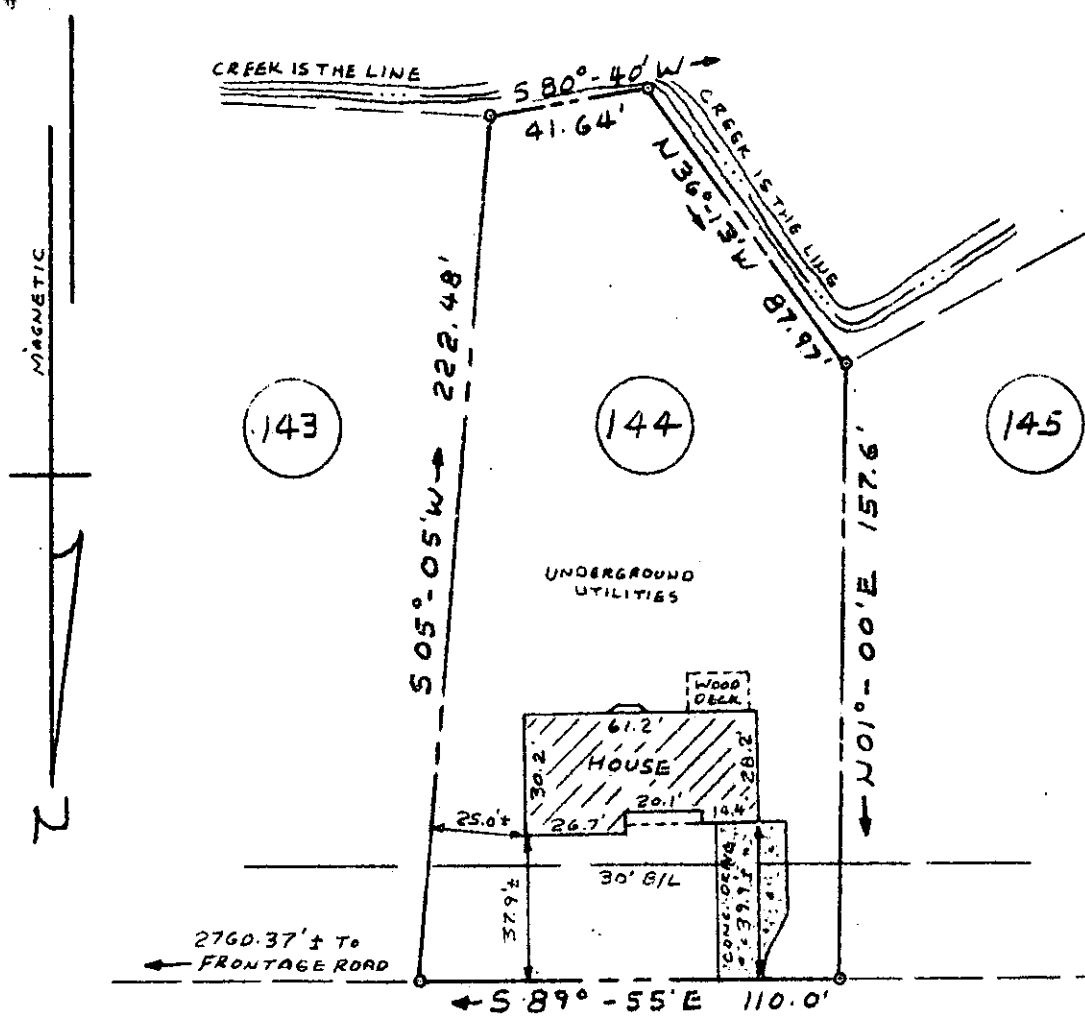 CREEK IS THE LINE
S 80°-40' W
41.64'
CREEK IS THE LINE
N 36°-13' W 87.97'
MAGNETIC
S 05°-05' W 222.48'
143
144
145
N 01°-00' E 157.6'
UNDERGROUND
UTILITIES
WOOD
DECK
61.2'
HOUSE
30.2'
28.2'
20.1'
26.7'
14.4'
25.0'±
30' B/L
37.9'±
CONC. DRIVE
39.9'±
2760.37'± TO
FRONTAGE ROAD
S 89°-55' E 110.0'